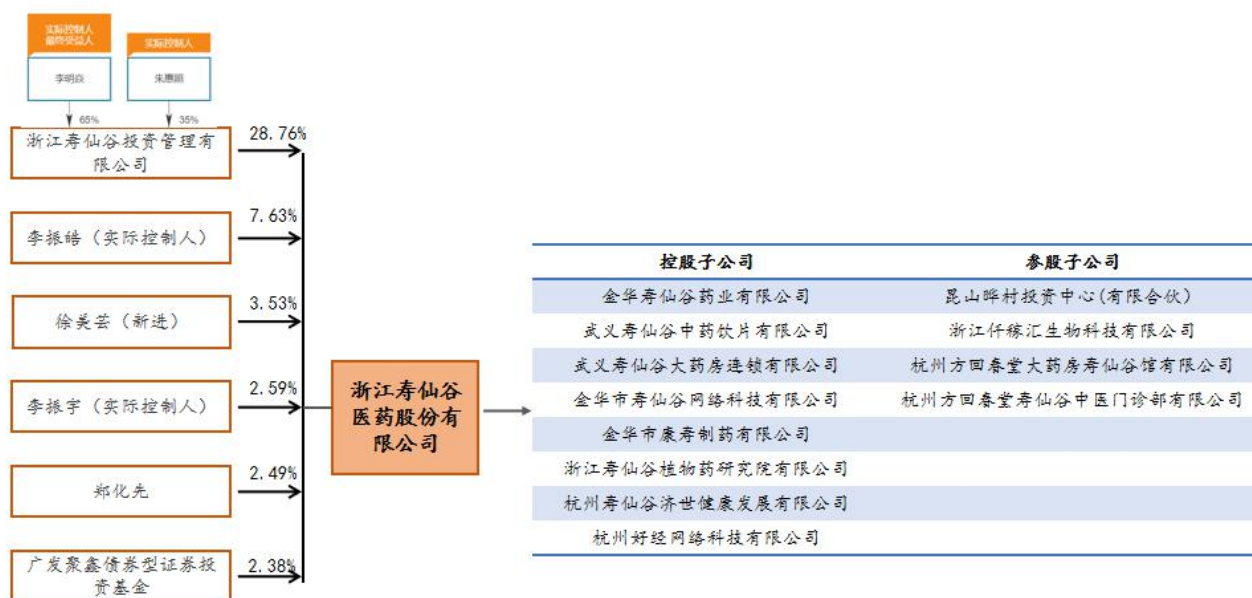 实际控制人
最终受益人
实际控制人
李明焱
朱惠照
65%
35%
浙江寿仙谷投资管理有
限公司
28.76%
李振皓（实际控制人）
7.63%
徐美芸（新进）
3.53%
李振宇（实际控制人）
2.59%
郑化先
2.49%
广发聚鑫债券型证券投
资基金
2.38%
浙江寿仙谷
医药股份有
限公司
控股子公司 参股子公司
金华寿仙谷药业有限公司 昆山晔村投资中心(有限合伙）
武义寿仙谷中药饮片有限公司 浙江仟稼汇生物科技有限公司
武义寿仙谷大药房连锁有限公司 杭州方回春堂大药房寿仙谷馆有限公司
金华市寿仙谷网络科技有限公司 杭州方回春堂寿仙谷中医门诊部有限公司
金华市康寿制药有限公司
浙江寿仙谷植物药研究院有限公司
杭州寿仙谷济世健康发展有限公司
杭州好经网络科技有限公司